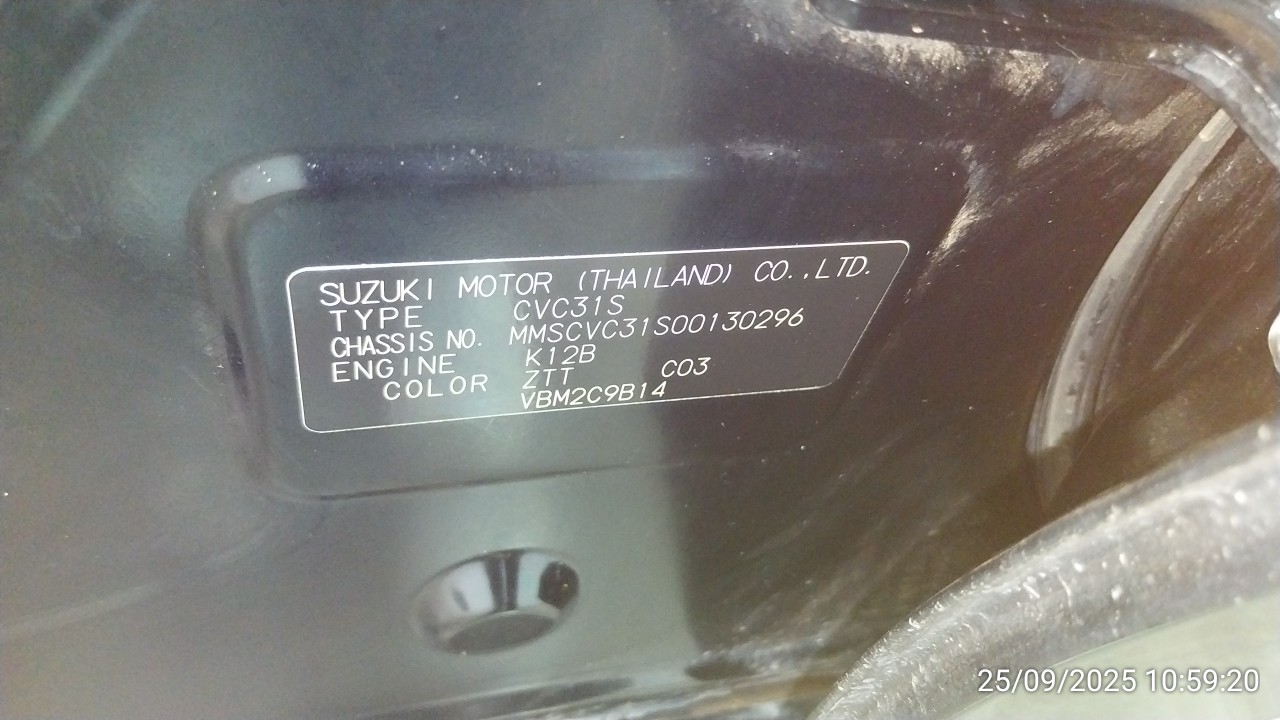 SUZUKI MOTOR (THAILAND) CO.,LTD.
TYPE CVC31S
CHASSIS NO. MMSCVC31S00130296
ENGINE K12B
COLOR ZTT C03
VBM2C9B14
25/09/2025 10:59:20